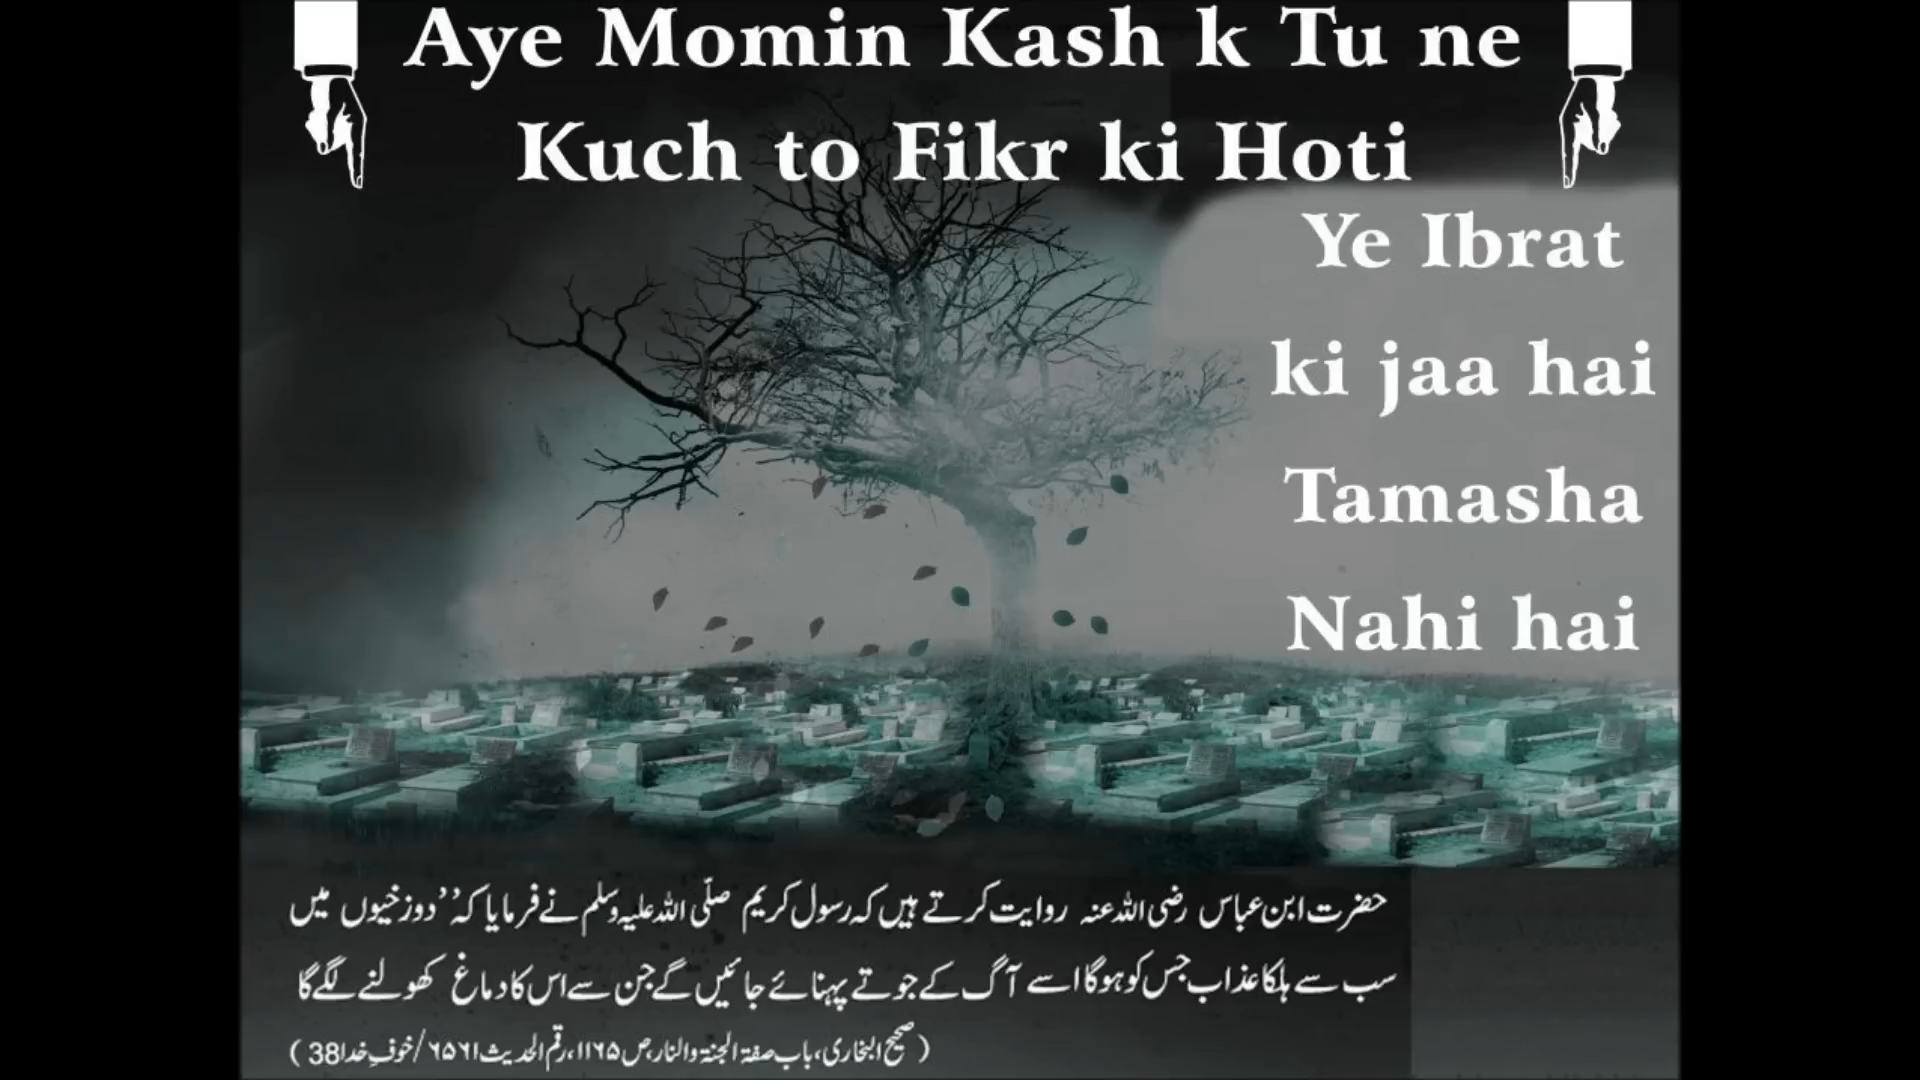 Aye Momin Kash k Tu ne
Kuch to Fikr ki Hoti
Ye Ibrat
ki jaa hai
Tamasha
Nahi hai
حضرت ابن عباس رضی اللہ عنہ روایت کرتے ہیں کہ رسول کریم صلّی اللہ علیہ وسلم نے فرمایا کہ ’’دوزخیوں میں
سب سے ہلکا عذاب جس کو ہوگا اسے آگ کے جوتے پہنائے جائیں گے جن سے اس کا دماغ کھولنے لگے گا
(صحیح البخاری، باب صفۃ الجنۃ والنار، ص ۱۱۶۵، رقم الحدیث ۶۵۶۱/خوفِ خدا 38)